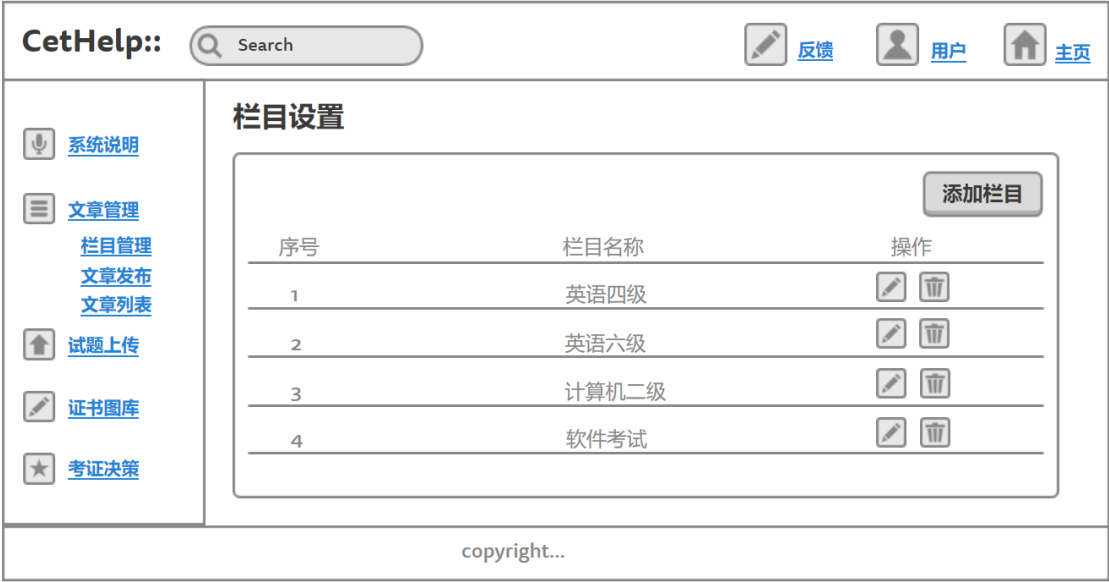 CetHelp:: Search 反馈 用户 主页
系统说明
文章管理
栏目管理
文章发布
文章列表
试题上传
证书图库
考证决策
栏目设置
添加栏目
序号 栏目名称 操作
1 英语四级
2 英语六级
3 计算机二级
4 软件考试
copyright...